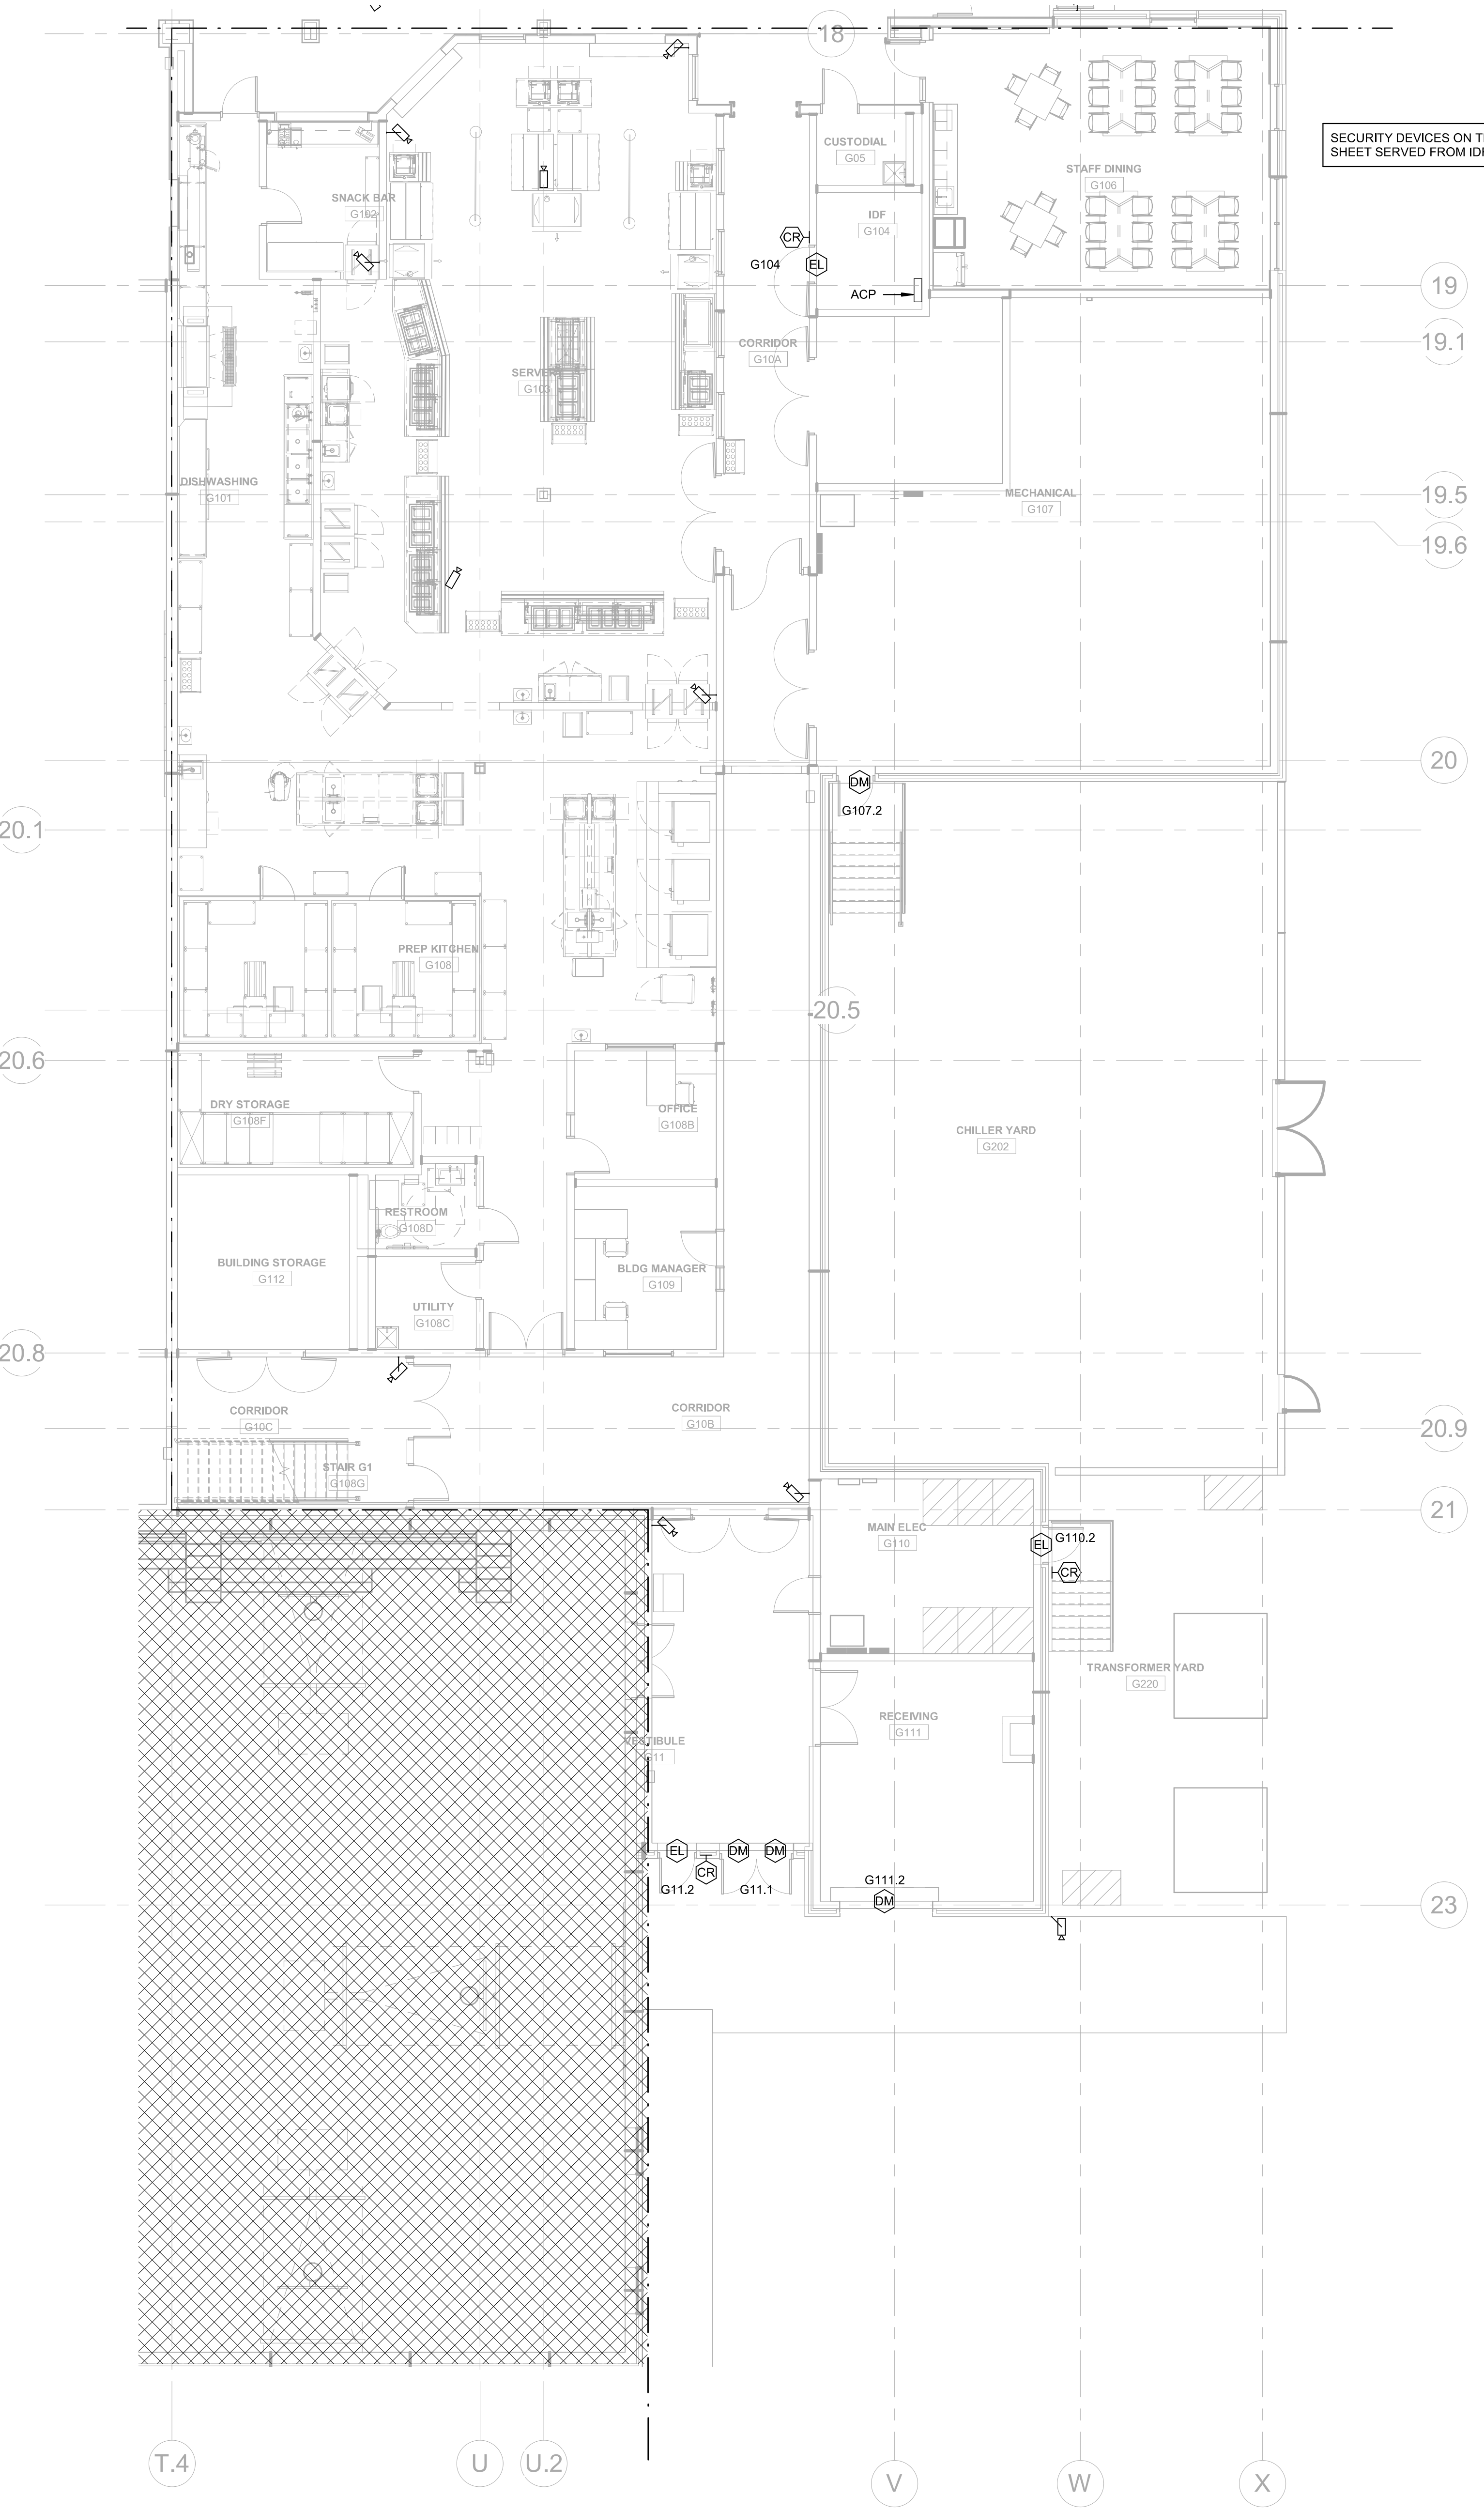 18
SECURITY DEVICES ON
SHEET SERVED FROM
CUSTODIAL
G05
STAFF DINING
G106
SNACK BAR
G102
IDF
G104
CR
G104
EL
ACP
19
19.1
CORRIDOR
G10A
G103
DISHWASHING
G101
MECHANICAL
G107
19.5
19.6
20
DM
G107.2
20.1
PREP KITCHEN
G108
20.5
20.6
DRY STORAGE
G108F
OFFICE
G108B
CHILLER YARD
G202
RESTROOM
G108D
BUILDING STORAGE
G112
BLDG MANAGER
G109
UTILITY
G108C
20.8
CORRIDOR
G10C
CORRIDOR
G10B
20.9
STAIR G1
G108G
21
MAIN ELEC
G110
EL
G110.2
CR
TRANSFORMER YARD
G220
RECEIVING
G111
VESTIBULE
G11
EL
DM
DM
CR
G11.2
G11.1
G111.2
DM
23
T.4
U
U.2
V
W
X